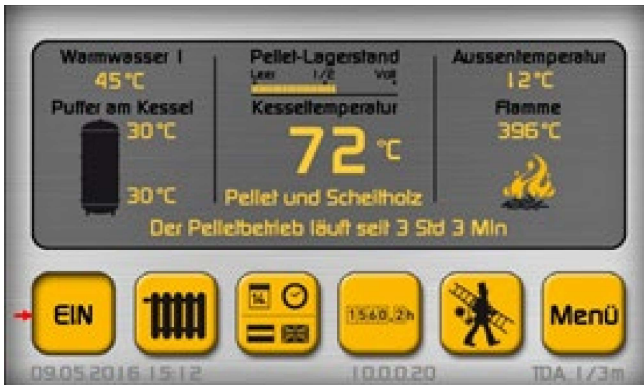 Warmwasser 1
45°C
Puffer am Kessel
30°C
30°C
Pellet-Lagerstand
Leer 1/2 Voll
Kesseltemperatur
72 °C
Pellet und Scheitholz
Aussentemperatur
12°C
Flamme
396°C
Der Pelletbetrieb läuft seit 3 Std 3 Min
EIN
14
1560.2h
Menü
09.05.2016 15:12
10.0.0.20
TDA 1/3m